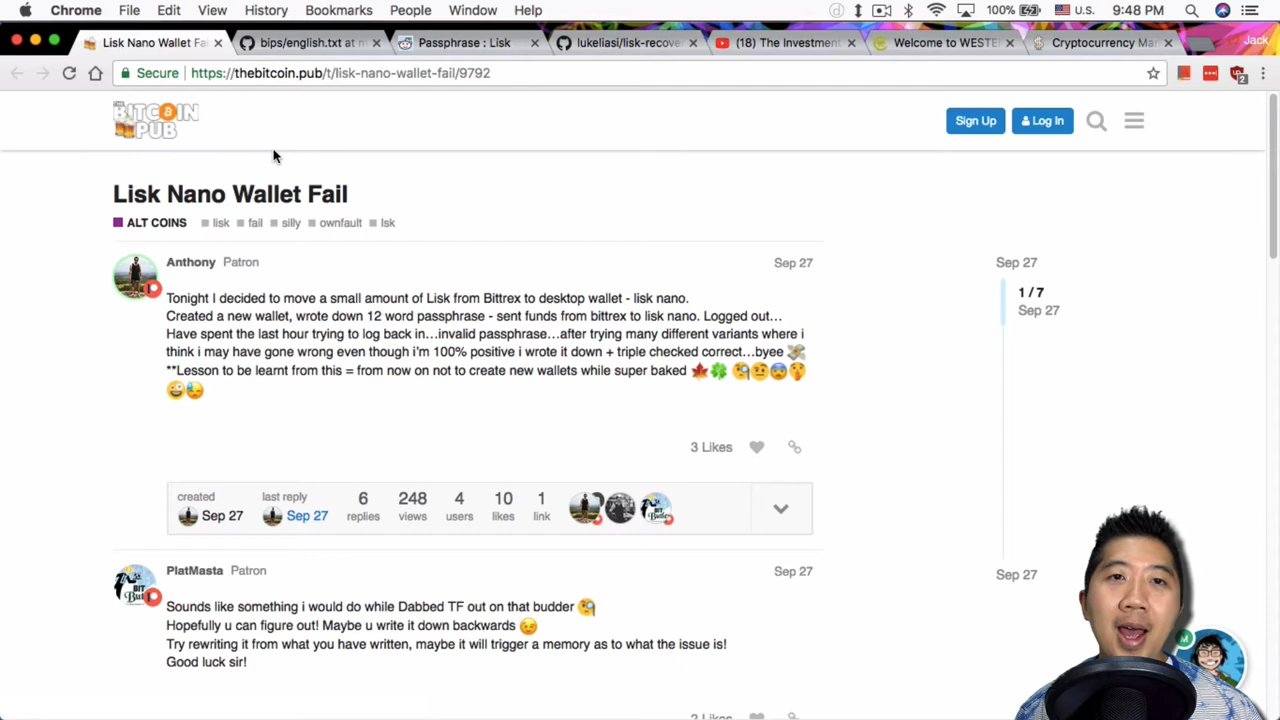 Chrome File Edit View History Bookmarks People Window Help 100% U.S. 9:48 PM
Lisk Nano Wallet Fa bips/english.txt at m Passphrase : Lisk lukeliasi/lisk-recove (18) The Investment Welcome to WESTE Cryptocurrency Ma Jack
Secure https://thebitcoin.pub/t/lisk-nano-wallet-fail/9792
THE BITCOIN PUB
Sign Up Log In
Lisk Nano Wallet Fail
ALT COINS lisk fail silly ownfault lsk
Anthony Patron Sep 27
Sep 27
Tonight I decided to move a small amount of Lisk from Bittrex to desktop wallet - lisk nano.
Created a new wallet, wrote down 12 word passphrase - sent funds from bittrex to lisk nano. Logged out…
Have spent the last hour trying to log back in…invalid passphrase…after trying many different variants where i
think i may have gone wrong even though i'm 100% positive i wrote it down + triple checked correct…byee
**Lesson to be learnt from this = from now on not to create new wallets while super baked
1 / 7
Sep 27
3 Likes
created last reply 6 248 4 10 1
Sep 27 Sep 27 replies views users likes link
PlatMasta Patron Sep 27
Sep 27
Sounds like something i would do while Dabbed TF out on that budder
Hopefully u can figure out! Maybe u write it down backwards
Try rewriting it from what you have written, maybe it will trigger a memory as to what the issue is!
Good luck sir!
2 Likes
M